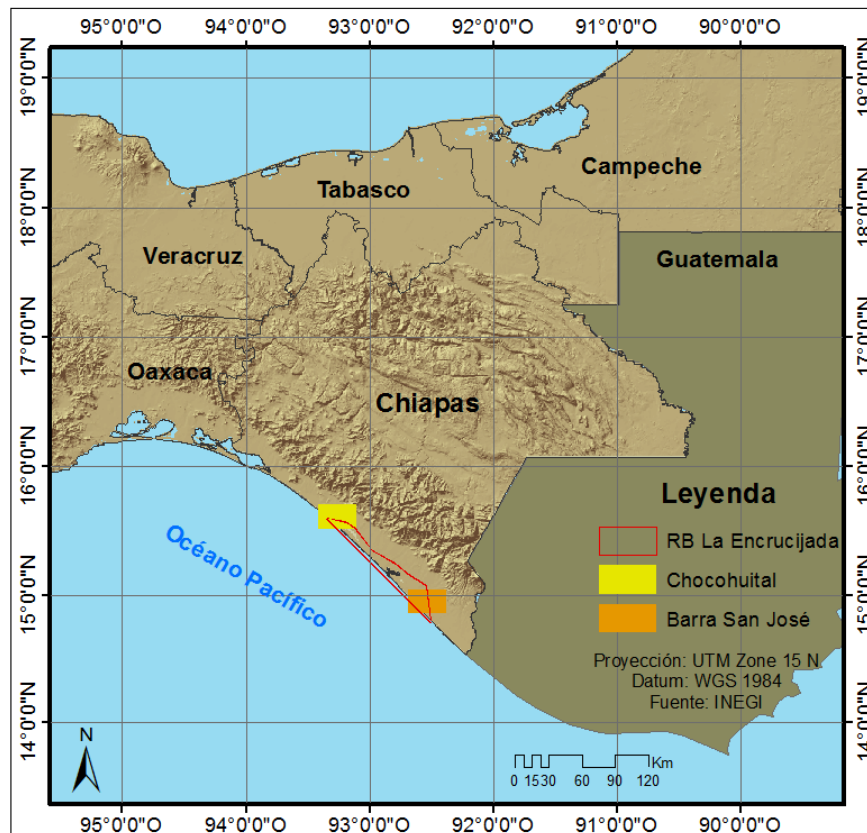 95°0'0"W 94°0'0"W 93°0'0"W 92°0'0"W 91°0'0"W 90°0'0"W
19°0'0"N 19°0'0"N
Campeche
Tabasco
18°0'0"N 18°0'0"N
Veracruz Guatemala
17°0'0"N 17°0'0"N
Oaxaca
Chiapas
16°0'0"N 16°0'0"N
Leyenda
Océano Pacífico
RB La Encrucijada
Chocohuital
15°0'0"N 15°0'0"N
Barra San José
Proyección: UTM Zone 15 N
Datum: WGS 1984
Fuente: INEGI
14°0'0"N 14°0'0"N
N
Km
0 15 30 60 90 120
95°0'0"W 94°0'0"W 93°0'0"W 92°0'0"W 91°0'0"W 90°0'0"W